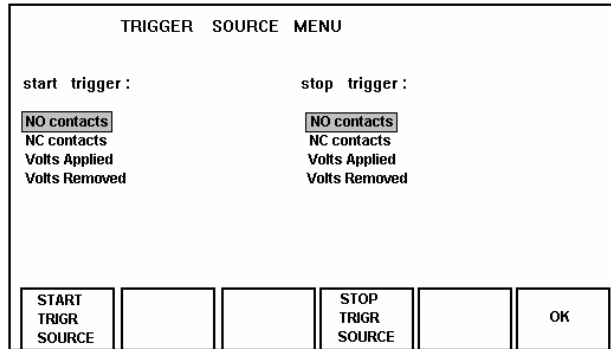 TRIGGER SOURCE MENU
start trigger :
NO contacts
NC contacts
Volts Applied
Volts Removed
stop trigger :
NO contacts
NC contacts
Volts Applied
Volts Removed
START
TRIGR
SOURCE
STOP
TRIGR
SOURCE
OK